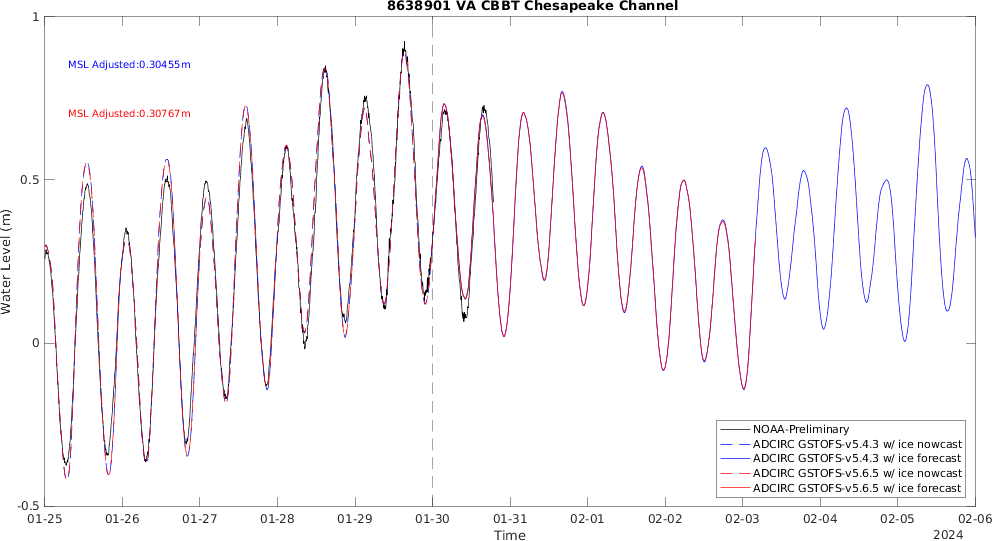 8638901 VA CBBT Chesapeake Channel
MSL Adjusted:0.30455m
MSL Adjusted:0.30767m
Water Level (m)
1
0.5
0
-0.5
NOAA-Preliminary
ADCIRC GSTOFS-v5.4.3 w/ ice nowcast
ADCIRC GSTOFS-v5.4.3 w/ ice forecast
ADCIRC GSTOFS-v5.6.5 w/ ice nowcast
ADCIRC GSTOFS-v5.6.5 w/ ice forecast
01-25 01-26 01-27 01-28 01-29 01-30 01-31 02-01 02-02 02-03 02-04 02-05 02-06
Time
2024